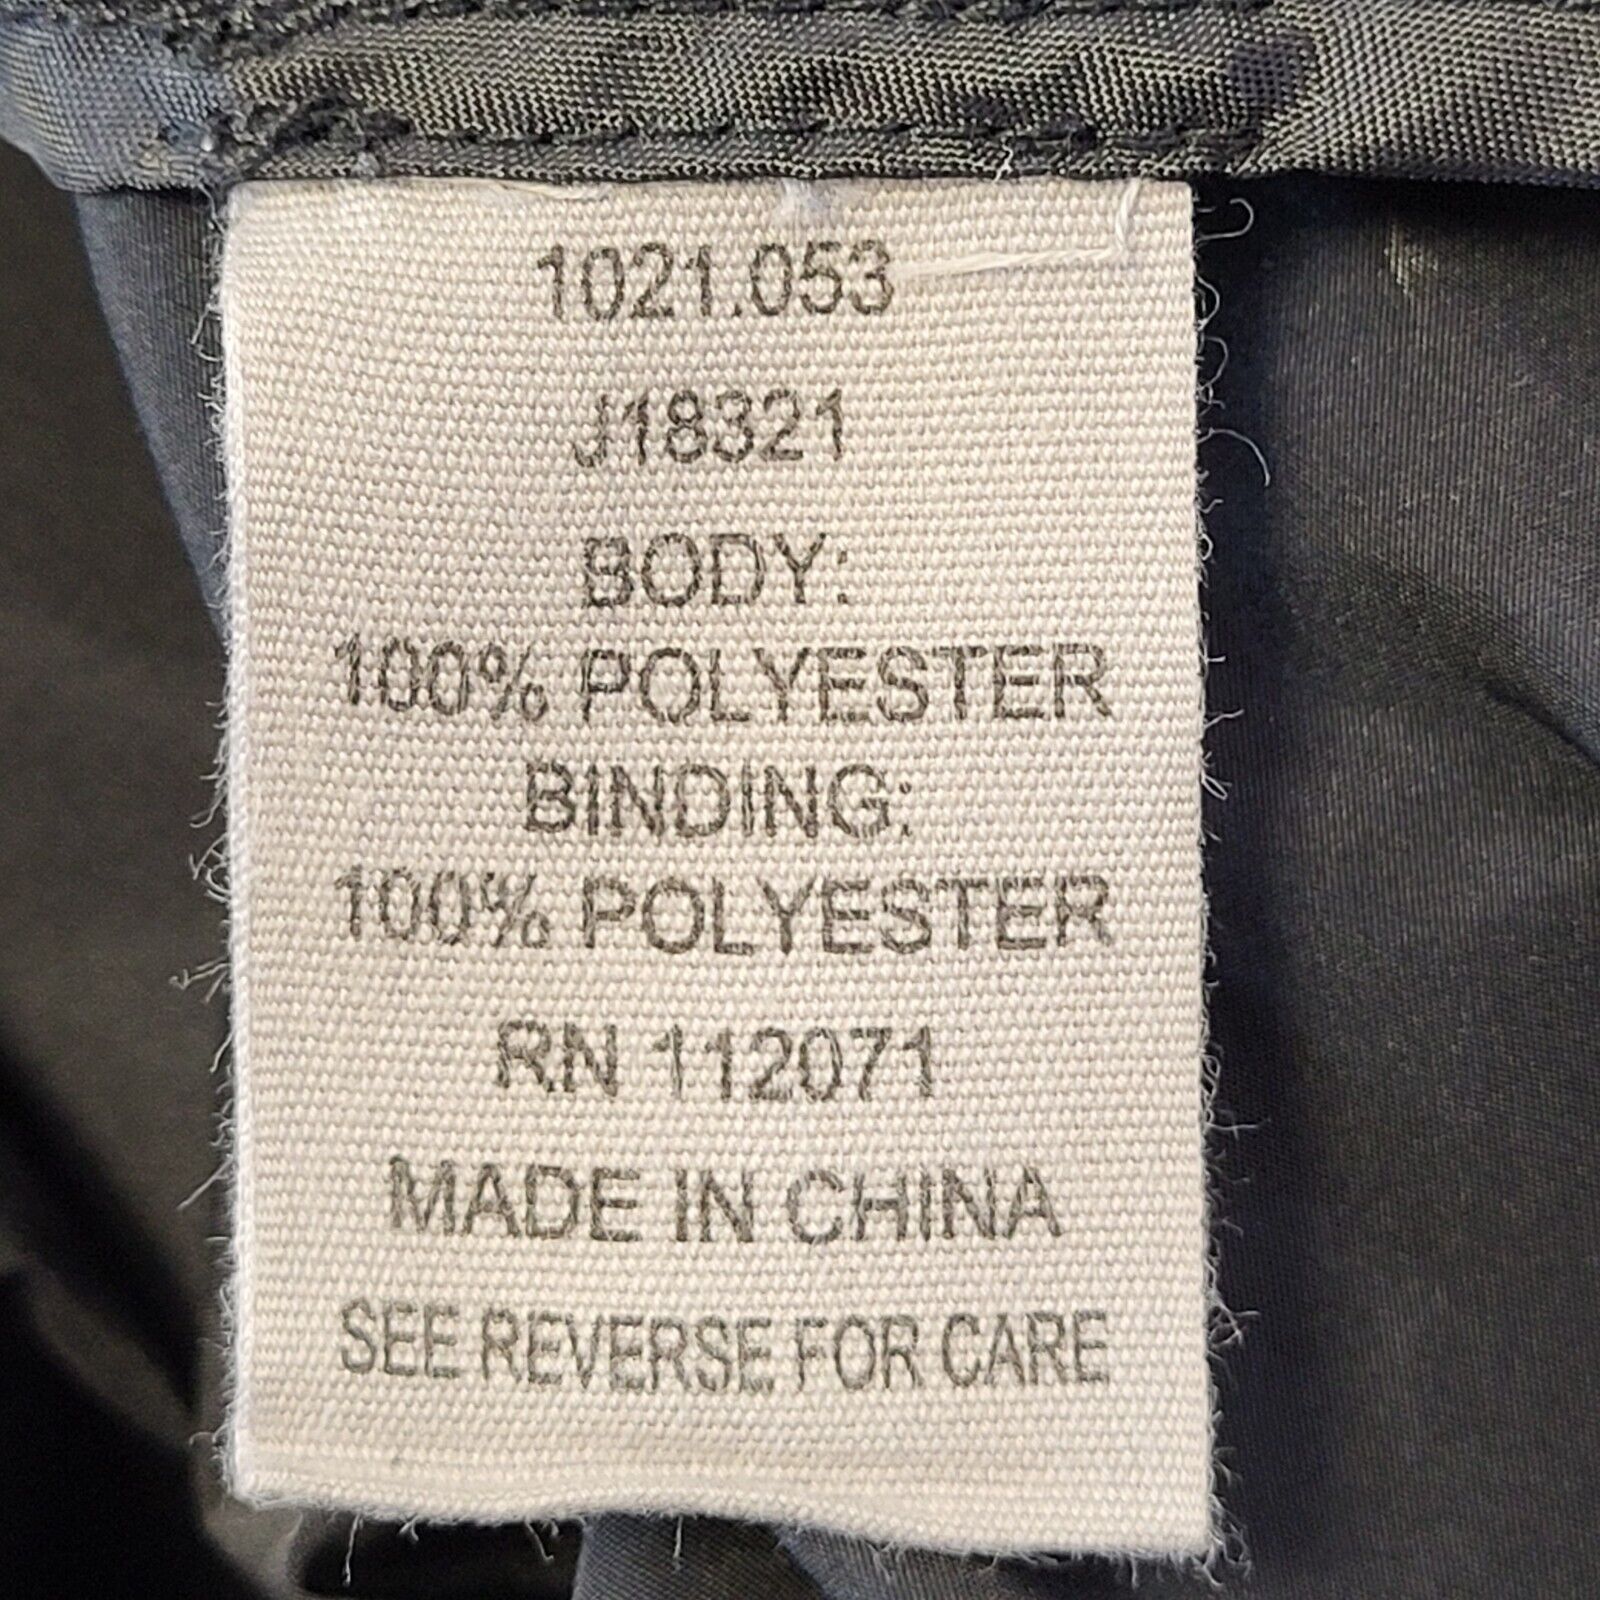 1021.053
J18321
BODY:
100% POLYESTER
BINDING:
100% POLYESTER
RN 112071
MADE IN CHINA
SEE REVERSE FOR CARE